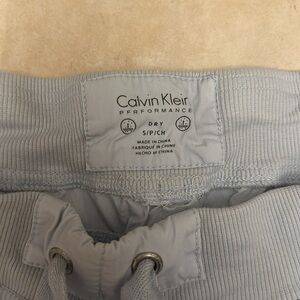 Calvin Klein
PERFORMANCE
DRY
S/P/CH
MADE IN CHINA
FABRIQUÉ EN CHINE
HECHO EN CHINA